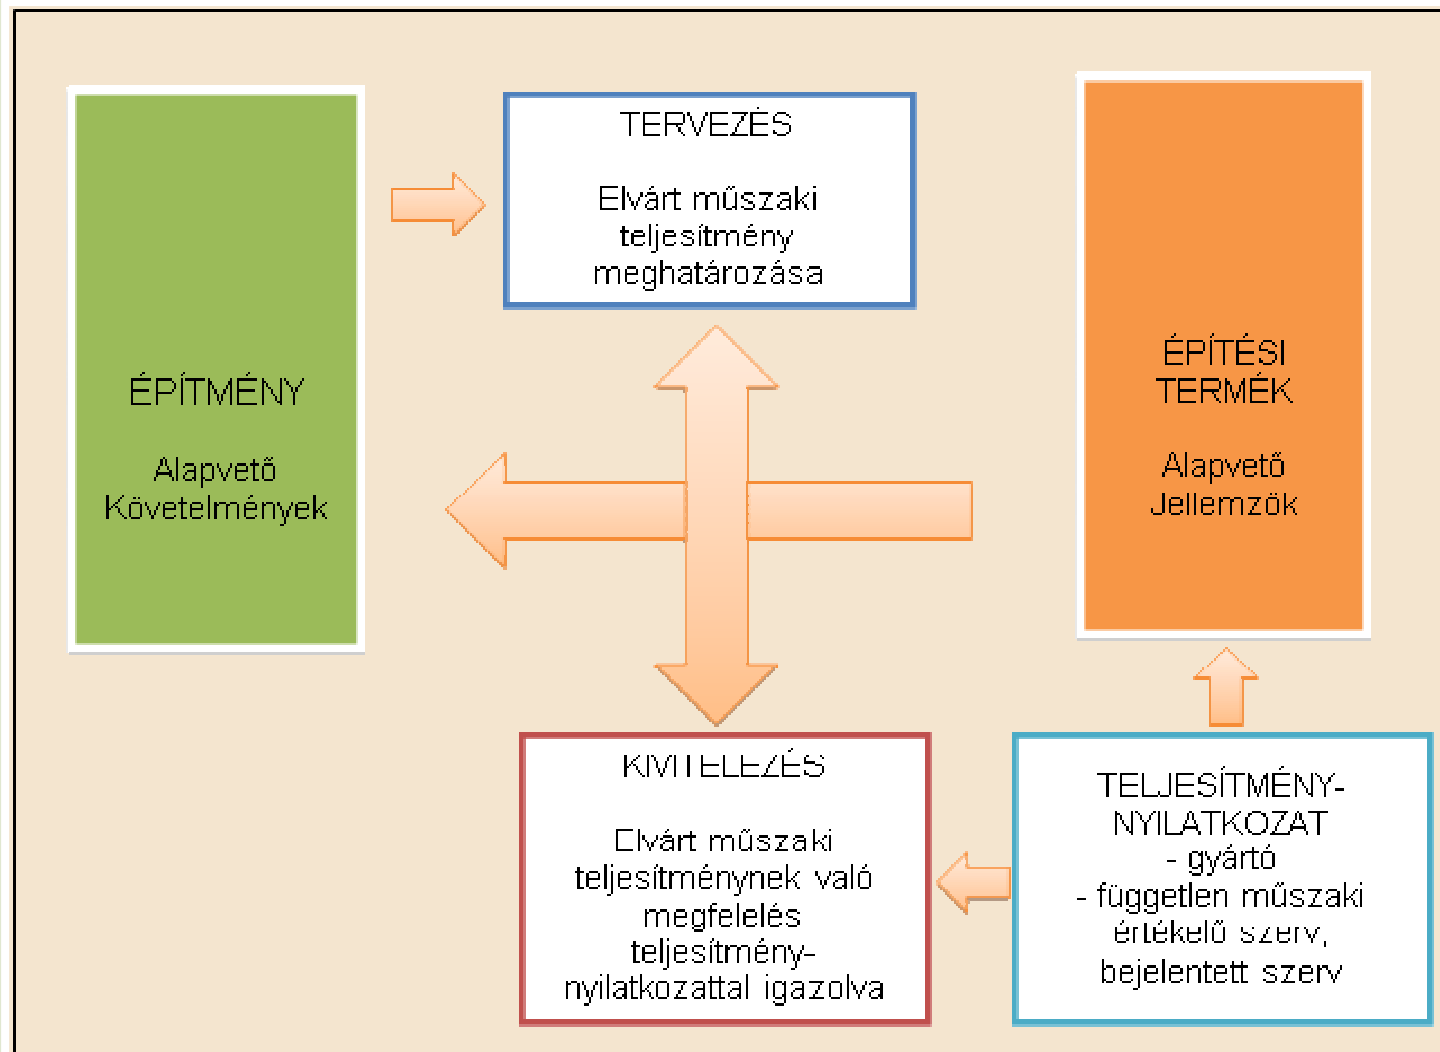 ÉPÍTMÉNY
Alapvető
Követelmények
TERVEZÉS
Elvárt műszaki
teljesítmény
meghatározása
ÉPÍTÉSI
TERMÉK
Alapvető
Jellemzők
KIVITELEZÉS
Elvárt műszaki
teljesítménynek való
megfelelés
teljesítmény-
nyilatkozattal igazolva
TELJESÍTMÉNY-
NYILATKOZAT
- gyártó
- független műszaki
értékelő szerv,
bejelentett szerv